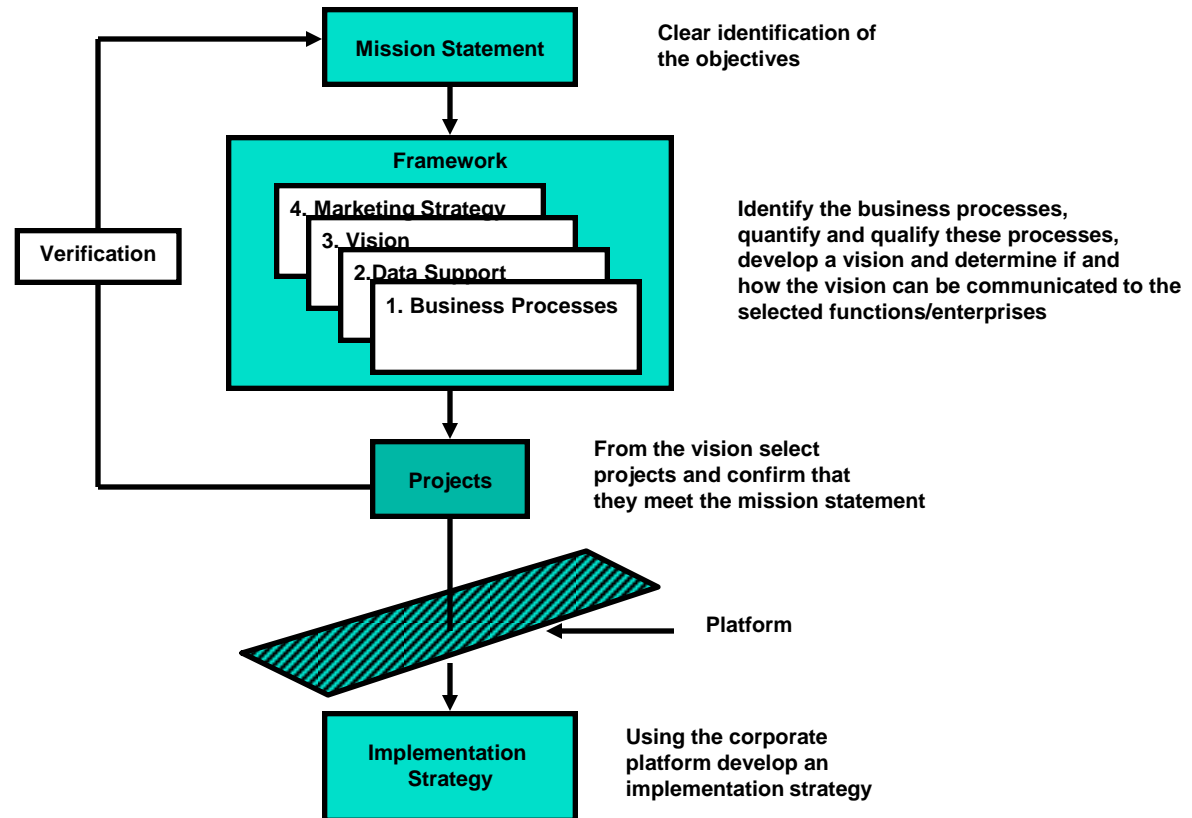 Mission Statement
Clear identification of
the objectives
Framework
4. Marketing Strategy
3. Vision
2.Data Support
1. Business Processes
Verification
Identify the business processes,
quantify and qualify these processes,
develop a vision and determine if and
how the vision can be communicated to the
selected functions/enterprises
Projects
From the vision select
projects and confirm that
they meet the mission statement
Platform
Implementation
Strategy
Using the corporate
platform develop an
implementation strategy